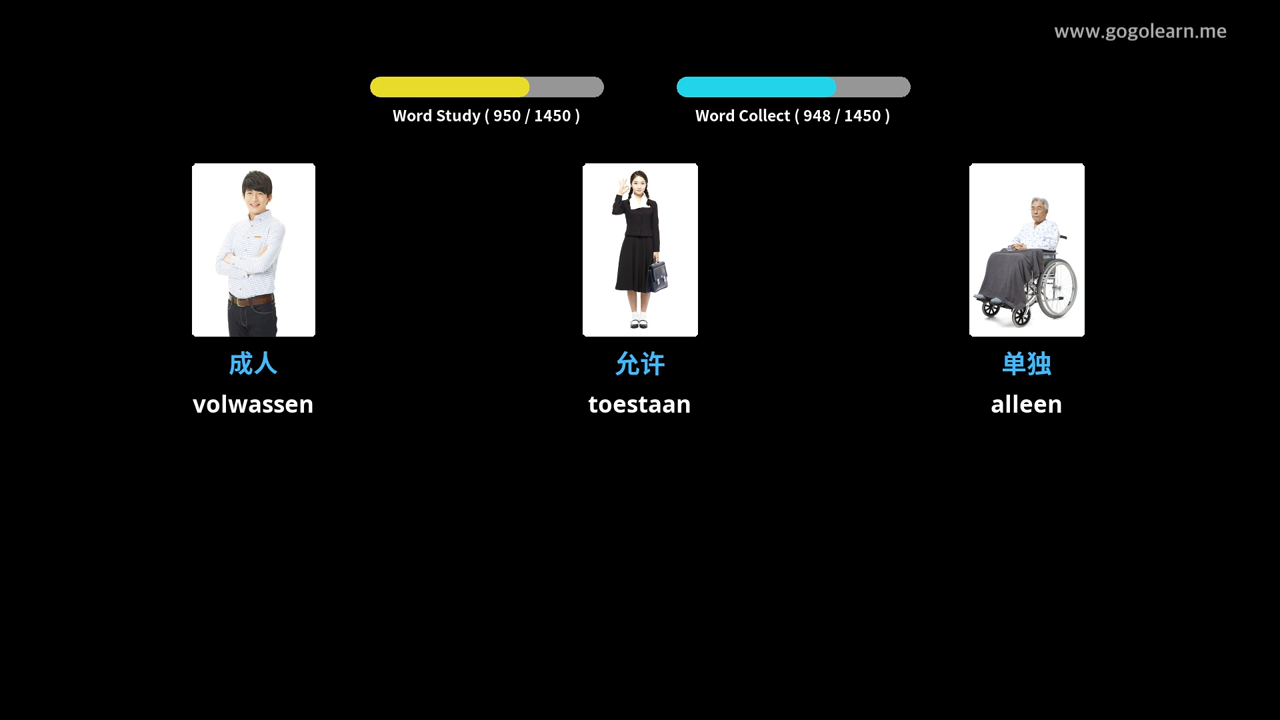 www.gogolearn.me
Word Study ( 950 / 1450 )
Word Collect ( 948 / 1450 )
成人
允许
单独
volwassen
toestaan
alleen